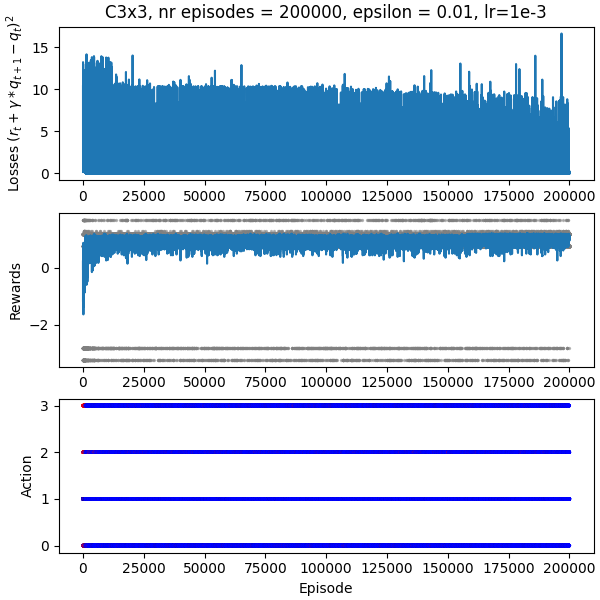 C3x3, nr episodes = 200000, epsilon = 0.01, lr=1e-3
Losses $(r_t + \gamma * q_{t+1} - q_t)^2$
15
10
5
0
0 25000 50000 75000 100000 125000 150000 175000 200000
Rewards
0
−2
0 25000 50000 75000 100000 125000 150000 175000 200000
Action
3
2
1
0
0 25000 50000 75000 100000 125000 150000 175000 200000
Episode